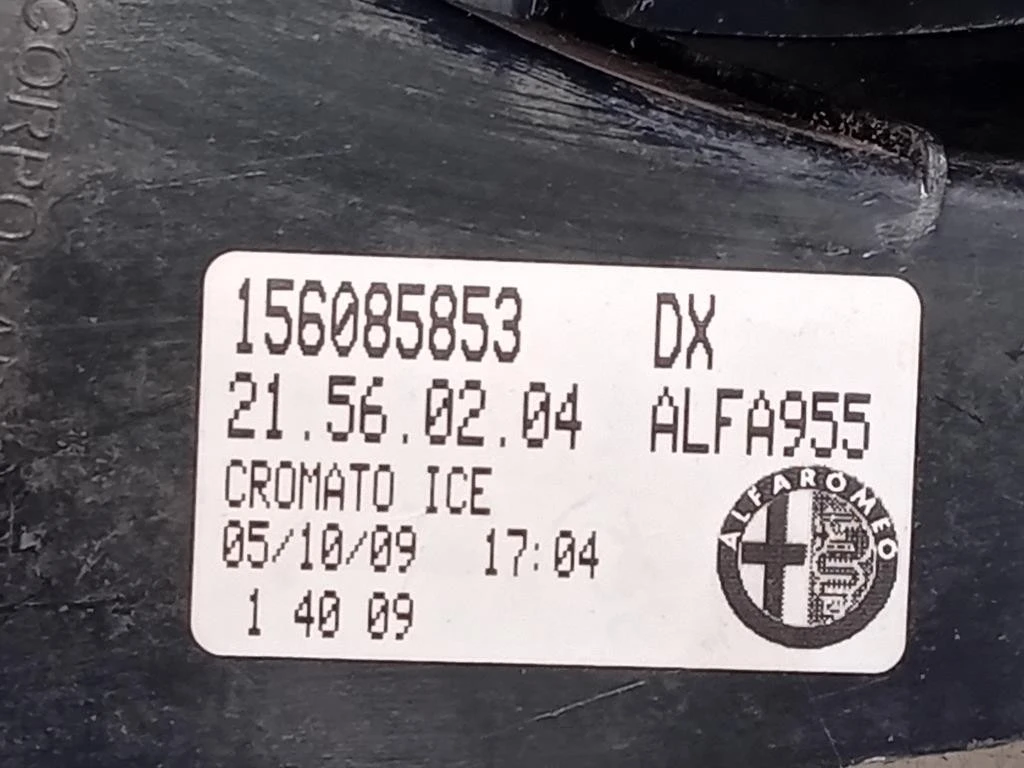 156085853 DX
21.56.02.04 ALFA955
CROMATO ICE
05/10/09 17:04
1 40 09
ALFA ROMEO
CORPO